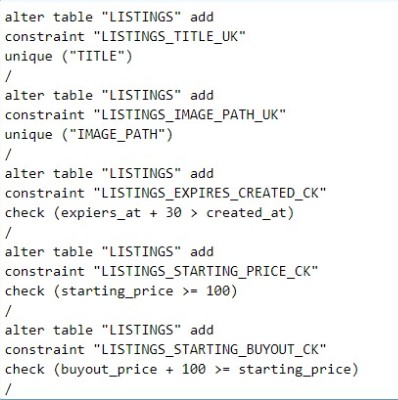 alter table "LISTINGS" add
constraint "LISTINGS_TITLE_UK"
unique ("TITLE")
/
alter table "LISTINGS" add
constraint "LISTINGS_IMAGE_PATH_UK"
unique ("IMAGE_PATH")
/
alter table "LISTINGS" add
constraint "LISTINGS_EXPIRES_CREATED_CK"
check (expiers_at + 30 > created_at)
/
alter table "LISTINGS" add
constraint "LISTINGS_STARTING_PRICE_CK"
check (starting_price >= 100)
/
alter table "LISTINGS" add
constraint "LISTINGS_STARTING_BUYOUT_CK"
check (buyout_price + 100 >= starting_price)
/